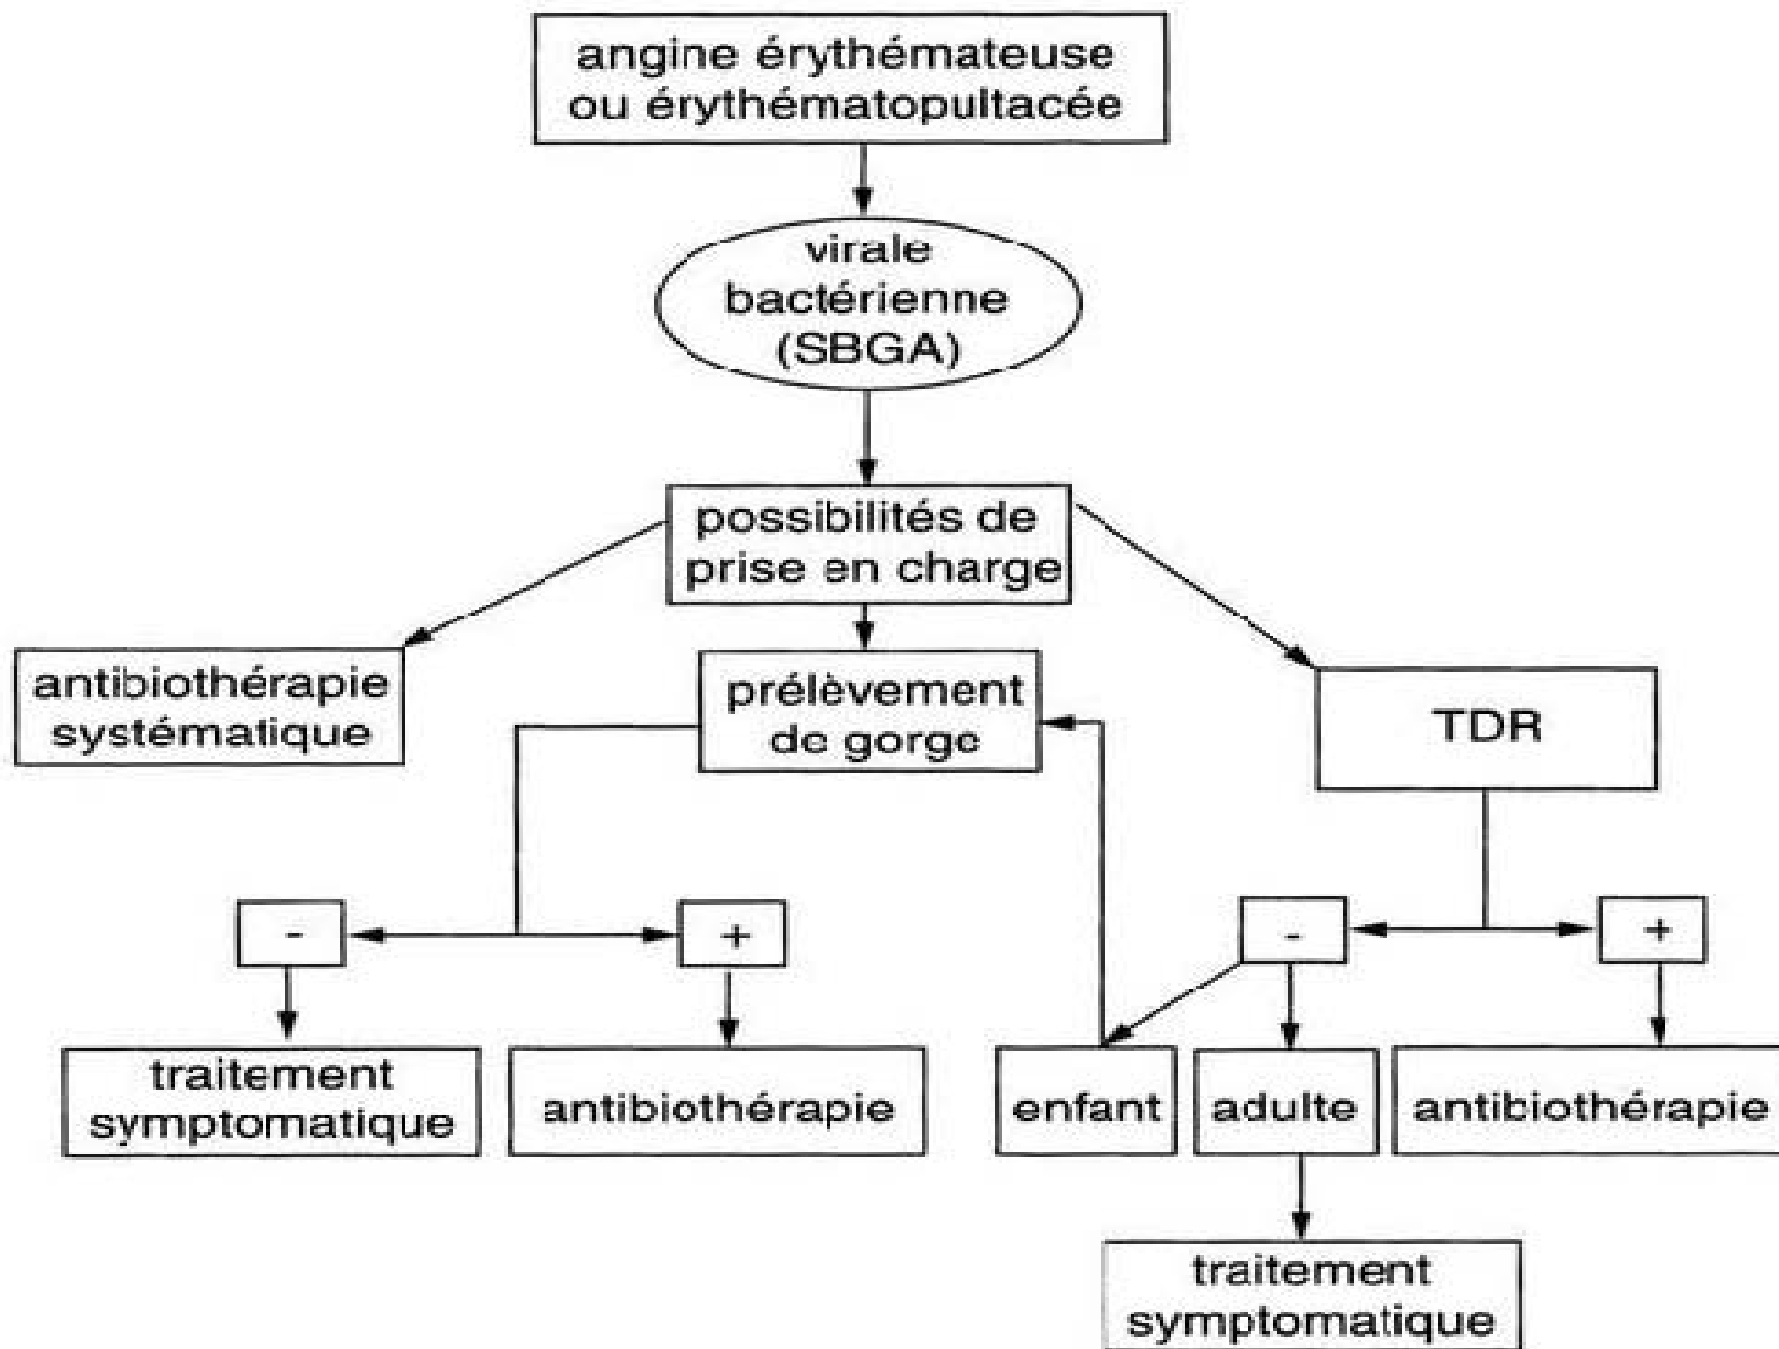 angine érythémateuse
ou érythématopultacée
virale
bactérienne
(SBGA)
possibilités de
prise en charge
antibiothérapie
systématique
prélèvement
de gorge
TDR
-
+
-
+
traitement
symptomatique
antibiothérapie
enfant
adulte
antibiothérapie
traitement
symptomatique